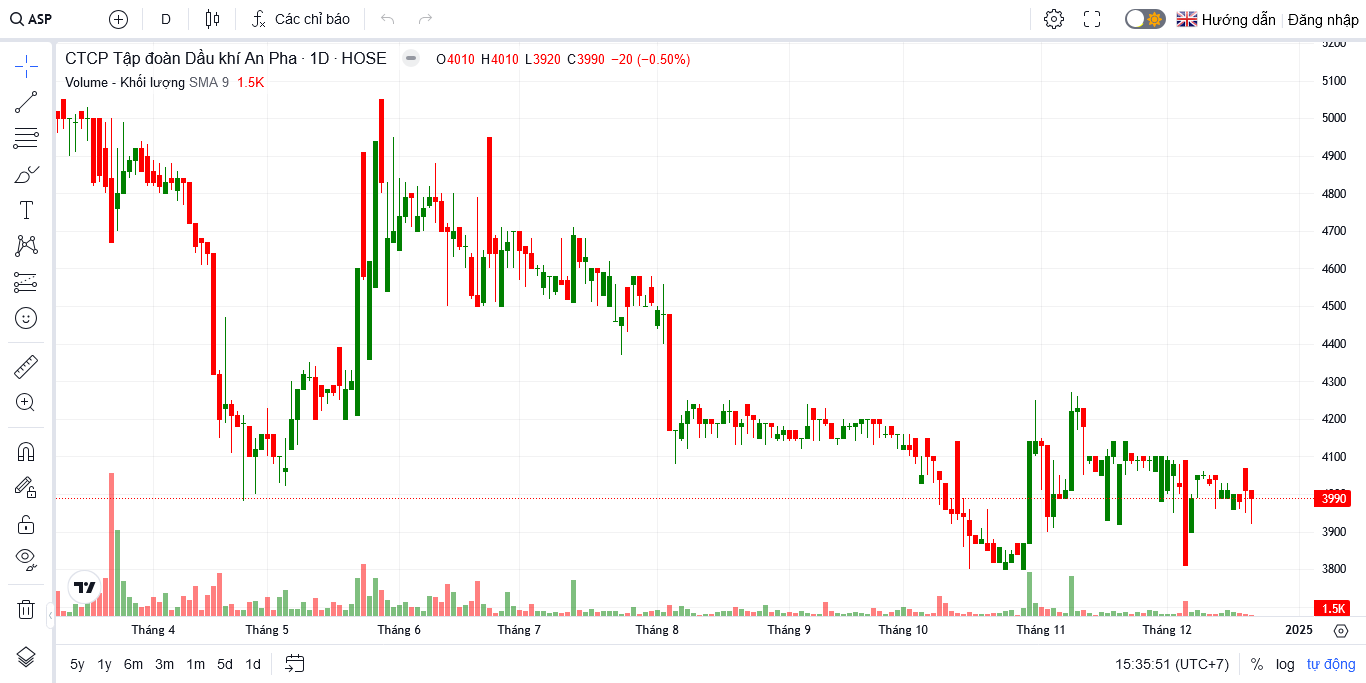 ASP D Các chỉ báo Hướng dẫn Đăng nhập
CTCP Tập đoàn Dầu khí An Pha · 1D · HOSE O4010 H4010 L3920 C3990 −20 (−0.50%)
Volume - Khối lượng SMA 9 1.5K
5200
5100
5000
4900
4800
4700
4600
4500
4400
4300
4200
4100
3990
3900
3800
1.5K
Tháng 4 Tháng 5 Tháng 6 Tháng 7 Tháng 8 Tháng 9 Tháng 10 Tháng 11 Tháng 12 2025
5y 1y 6m 3m 1m 5d 1d 15:35:51 (UTC+7) % log tự động